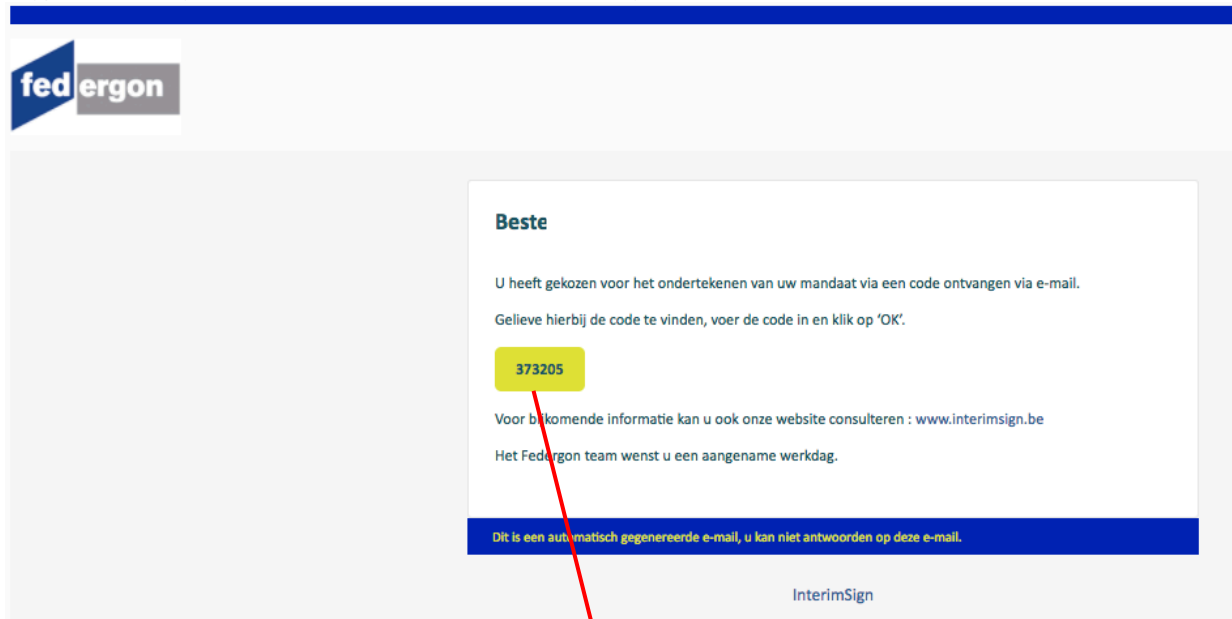 fed ergon
Beste
U heeft gekozen voor het ondertekenen van uw mandaat via een code ontvangen via e-mail.
Gelieve hierbij de code te vinden, voer de code in en klik op ‘OK’.
373205
Voor bijkomende informatie kan u ook onze website consulteren : www.interimsign.be
Het Federgon team wenst u een aangename werkdag.
Dit is een automatisch gegenereerde e-mail, u kan niet antwoorden op deze e-mail.
InterimSign